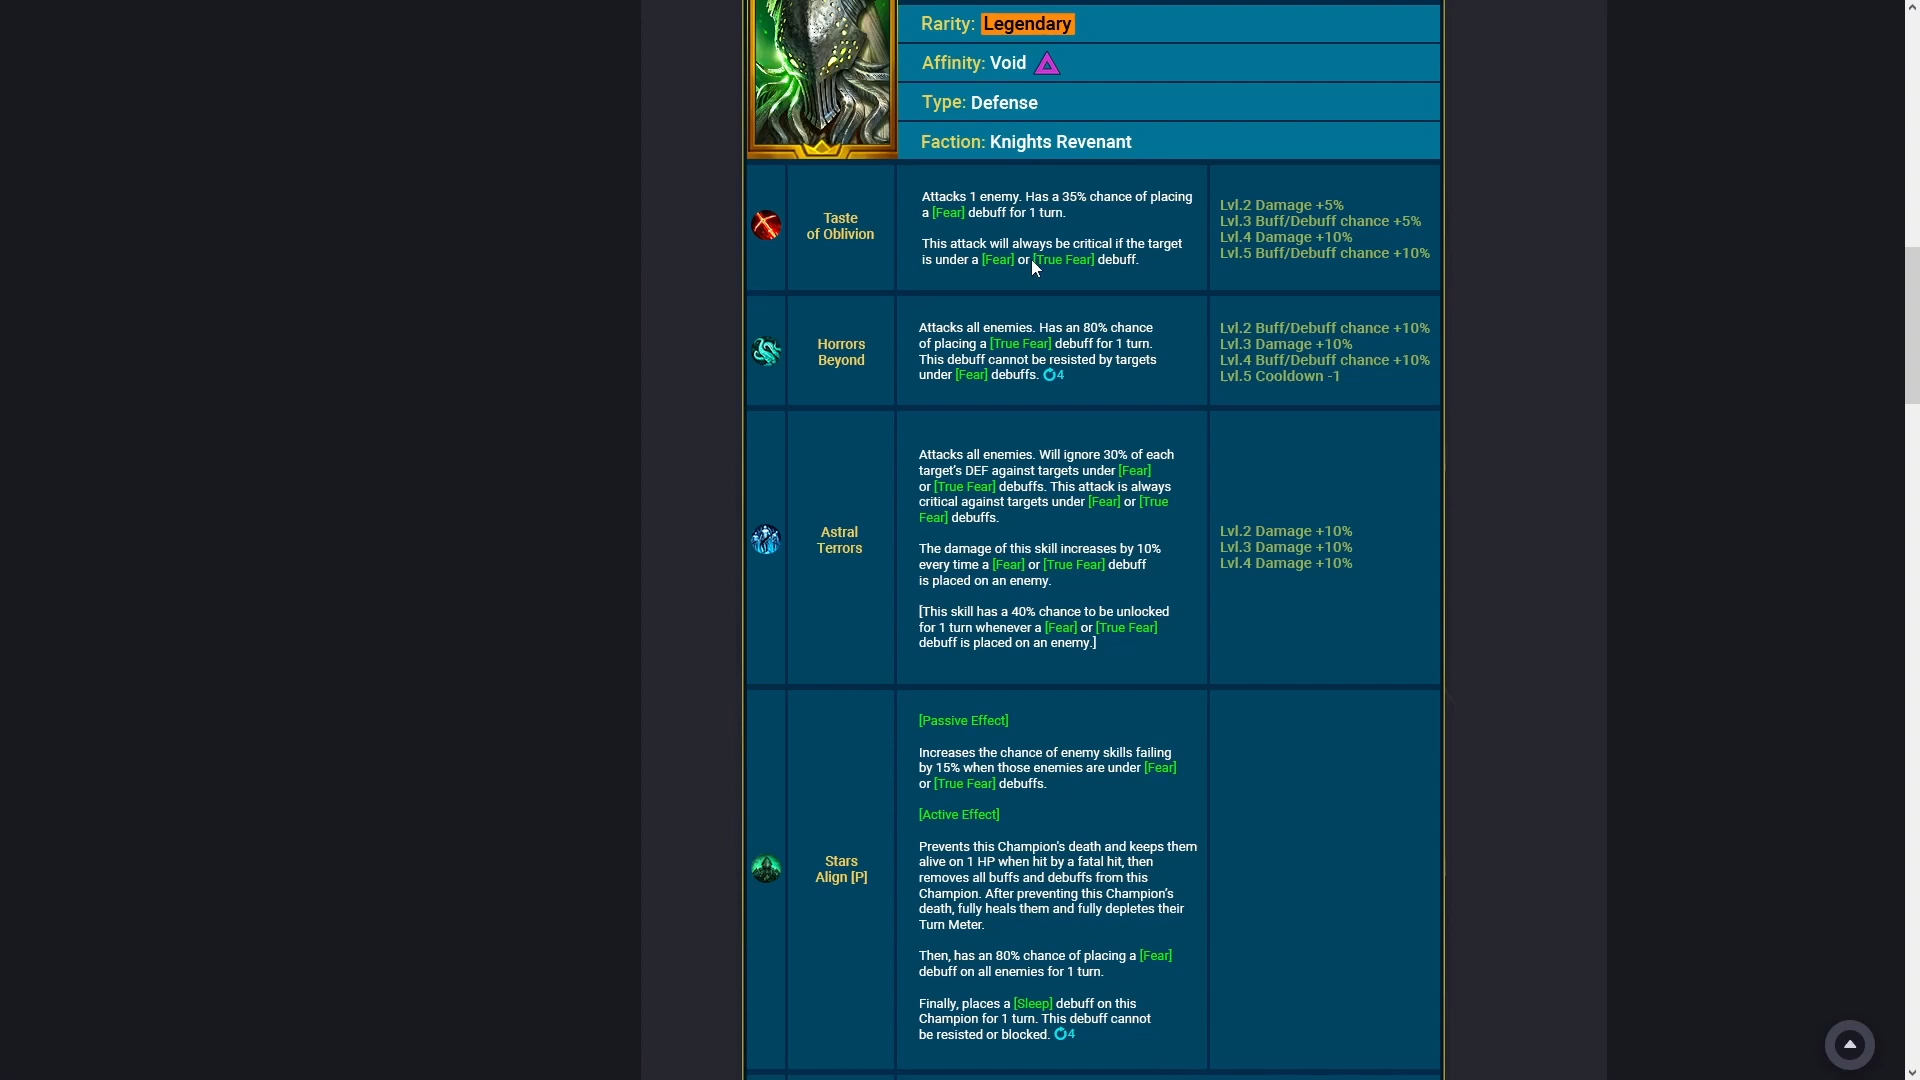 Rarity: Legendary
Affinity: Void
Type: Defense
Faction: Knights Revenant
Taste
of Oblivion
Attacks 1 enemy. Has a 35% chance of placing
a [Fear] debuff for 1 turn.
This attack will always be critical if the target
is under a [Fear] or [True Fear] debuff.
Lvl.2 Damage +5%
Lvl.3 Buff/Debuff chance +5%
Lvl.4 Damage +10%
Lvl.5 Buff/Debuff chance +10%
Horrors
Beyond
Attacks all enemies. Has an 80% chance
of placing a [True Fear] debuff for 1 turn.
This debuff cannot be resisted by targets
under [Fear] debuffs. 4
Lvl.2 Buff/Debuff chance +10%
Lvl.3 Damage +10%
Lvl.4 Buff/Debuff chance +10%
Lvl.5 Cooldown -1
Astral
Terrors
Attacks all enemies. Will ignore 30% of each
target's DEF against targets under [Fear]
or [True Fear] debuffs. This attack is always
critical against targets under [Fear] or [True
Fear] debuffs.
The damage of this skill increases by 10%
every time a [Fear] or [True Fear] debuff
is placed on an enemy.
[This skill has a 40% chance to be unlocked
for 1 turn whenever a [Fear] or [True Fear]
debuff is placed on an enemy.]
Lvl.2 Damage +10%
Lvl.3 Damage +10%
Lvl.4 Damage +10%
Stars
Align [P]
[Passive Effect]
Increases the chance of enemy skills failing
by 15% when those enemies are under [Fear]
or [True Fear] debuffs.
[Active Effect]
Prevents this Champion's death and keeps them
alive on 1 HP when hit by a fatal hit, then
removes all buffs and debuffs from this
Champion. After preventing this Champion's
death, fully heals them and fully depletes their
Turn Meter.
Then, has an 80% chance of placing a [Fear]
debuff on all enemies for 1 turn.
Finally, places a [Sleep] debuff on this
Champion for 1 turn. This debuff cannot
be resisted or blocked. 4